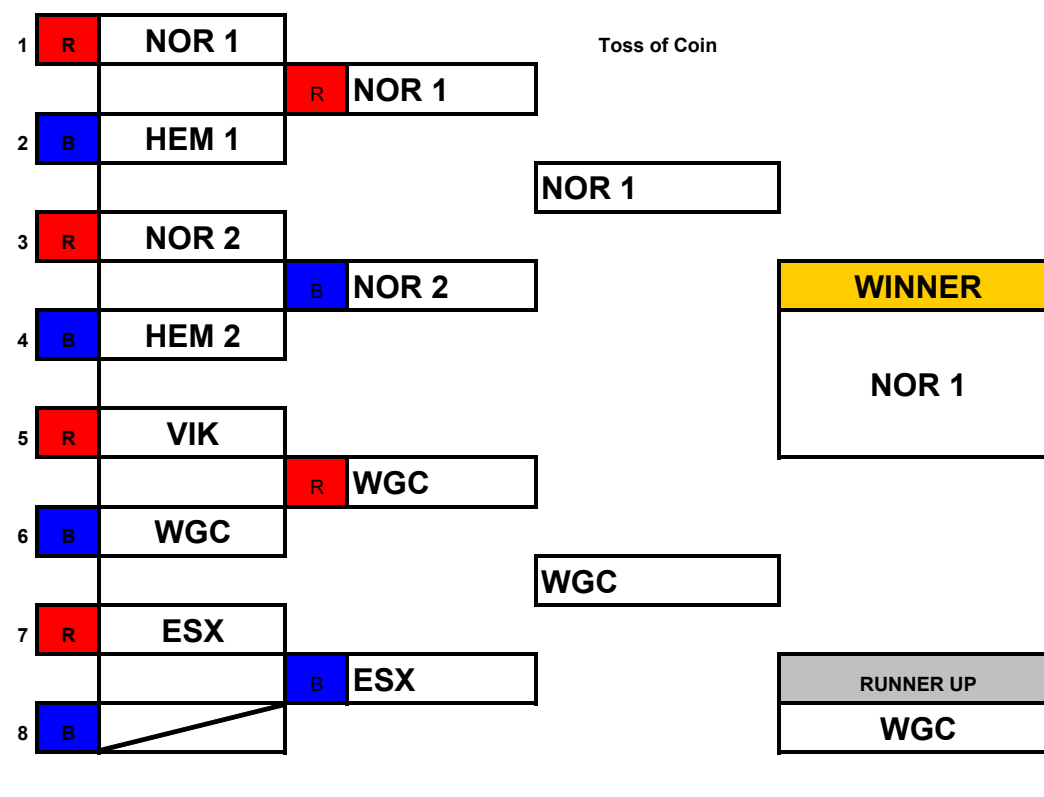 1 R NOR 1 Toss of Coin
R NOR 1
2 B HEM 1
NOR 1
3 R NOR 2
B NOR 2 WINNER
4 B HEM 2
NOR 1
5 R VIK
R WGC
6 B WGC
WGC
7 R ESX
B ESX RUNNER UP
8 B WGC